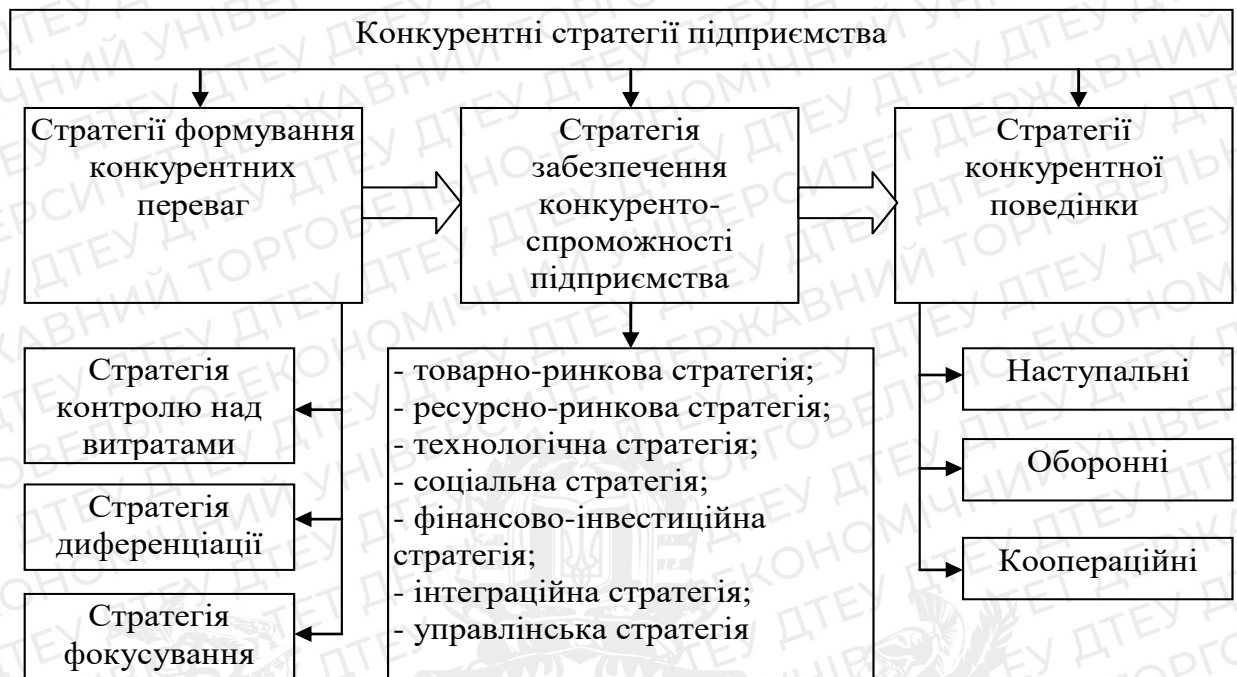 Конкурентні стратегії підприємства
Стратегії формування
конкурентних
переваг
Стратегія
забезпечення
конкуренто-
спроможності
підприємства
Стратегії
конкурентної
поведінки
Стратегія
контролю над
витратами
Стратегія
диференціації
Стратегія
фокусування
- товарно-ринкова стратегія;
- ресурсно-ринкова стратегія;
- технологічна стратегія;
- соціальна стратегія;
- фінансово-інвестиційна
стратегія;
- інтеграційна стратегія;
- управлінська стратегія
Наступальні
Оборонні
Коопераційні